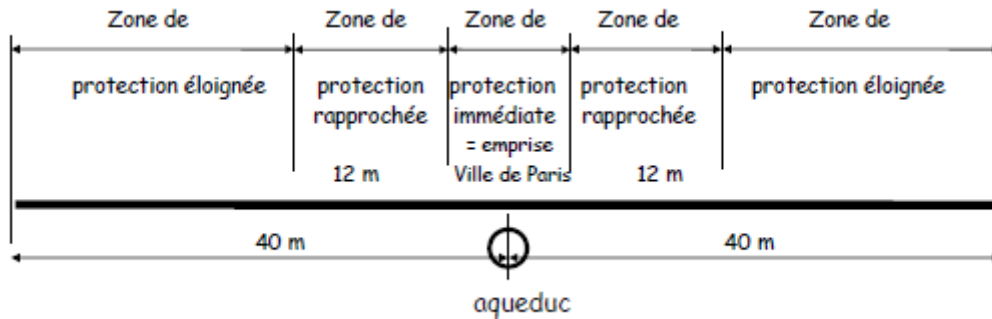 Zone de Zone de Zone de Zone de Zone de
protection éloignée protection protection protection protection éloignée
rapprochée immédiate rapprochée
= emprise
12 m Ville de Paris 12 m
40 m 40 m
aqueduc